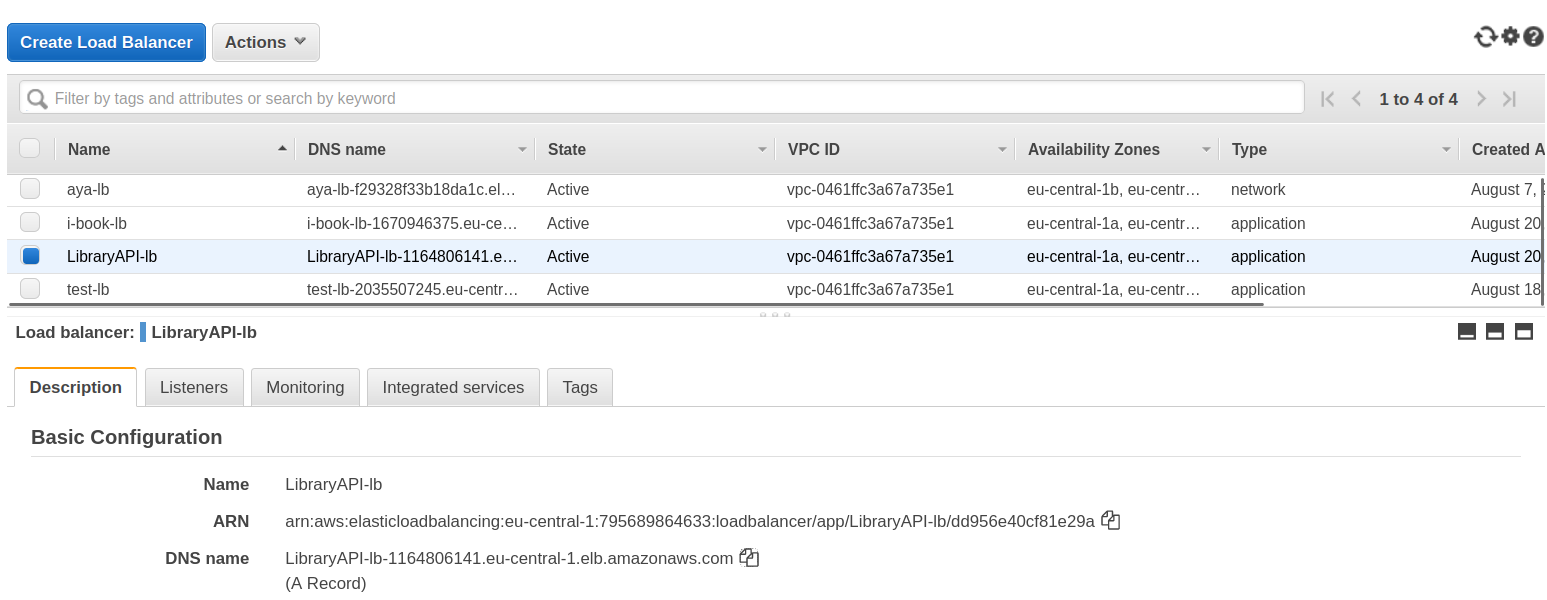 Create Load Balancer Actions
Filter by tags and attributes or search by keyword 1 to 4 of 4
Name DNS name State VPC ID Availability Zones Type Created A
aya-lb aya-lb-f29328f33b18da1c.el… Active vpc-0461ffc3a67a735e1 eu-central-1b, eu-centr… network August 7,
i-book-lb i-book-lb-1670946375.eu-ce… Active vpc-0461ffc3a67a735e1 eu-central-1a, eu-centr… application August 20
LibraryAPI-lb LibraryAPI-lb-1164806141.e… Active vpc-0461ffc3a67a735e1 eu-central-1a, eu-centr… application August 20
test-lb test-lb-2035507245.eu-centr… Active vpc-0461ffc3a67a735e1 eu-central-1a, eu-centr… application August 18
Load balancer: LibraryAPI-lb
Description Listeners Monitoring Integrated services Tags
Basic Configuration
Name LibraryAPI-lb
ARN arn:aws:elasticloadbalancing:eu-central-1:795689864633:loadbalancer/app/LibraryAPI-lb/dd956e40cf81e29a
DNS name LibraryAPI-lb-1164806141.eu-central-1.elb.amazonaws.com
(A Record)